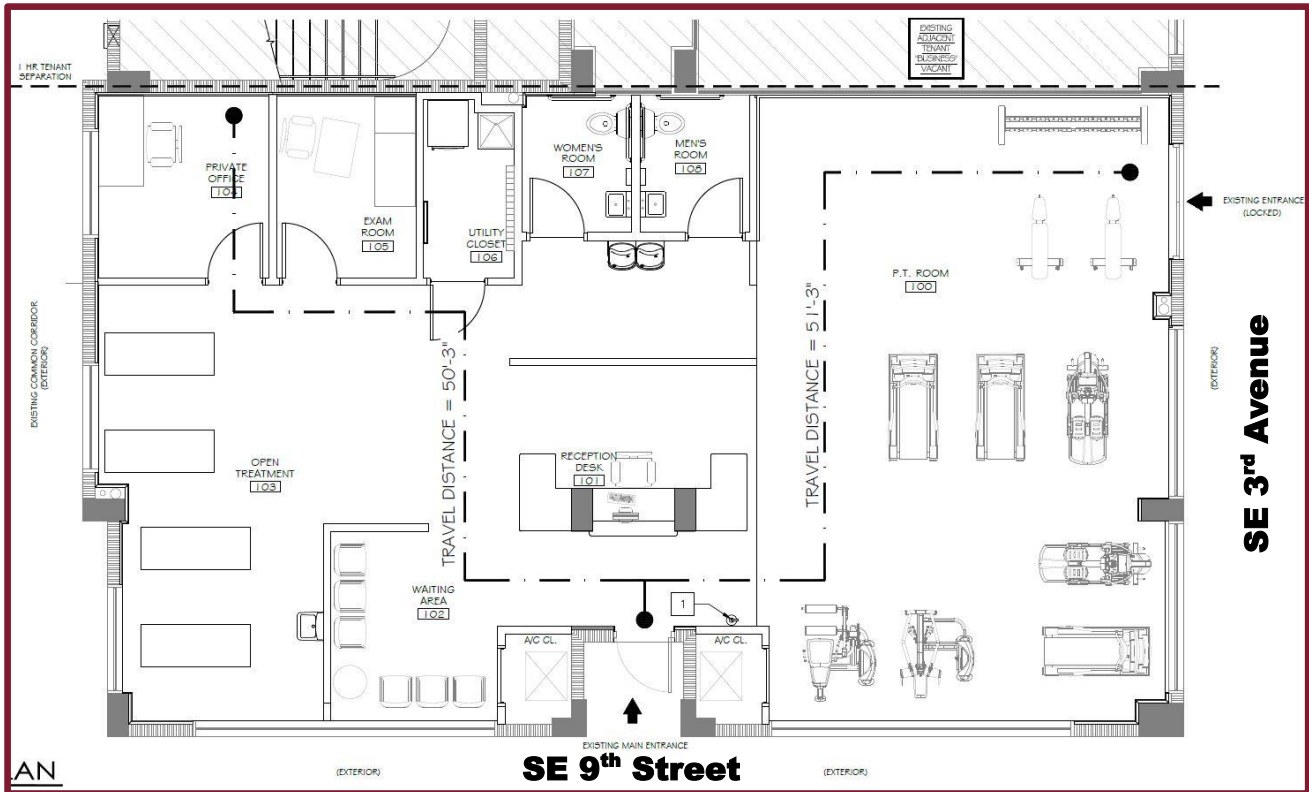 EXISTING
ADJACENT
TENANT
"BUSINESS"
VACANT
1 HR TENANT
SEPARATION
PRIVATE
OFFICE
104
EXAM
ROOM
105
UTILITY
CLOSET
106
WOMEN'S
ROOM
107
MEN'S
ROOM
108
EXISTING ENTRANCE
(LOCKED)
P.T. ROOM
100
EXISTING COMMON CORRIDOR
(EXTERIOR)
TRAVEL DISTANCE = 50'-3"
TRAVEL DISTANCE = 51'-3"
(EXTERIOR)
SE 3rd Avenue
OPEN
TREATMENT
103
RECEPTION
DESK
101
WAITING
AREA
102
1
A/C CL.
A/C CL.
EXISTING MAIN ENTRANCE
SE 9th Street
(EXTERIOR)
(EXTERIOR)
LAN